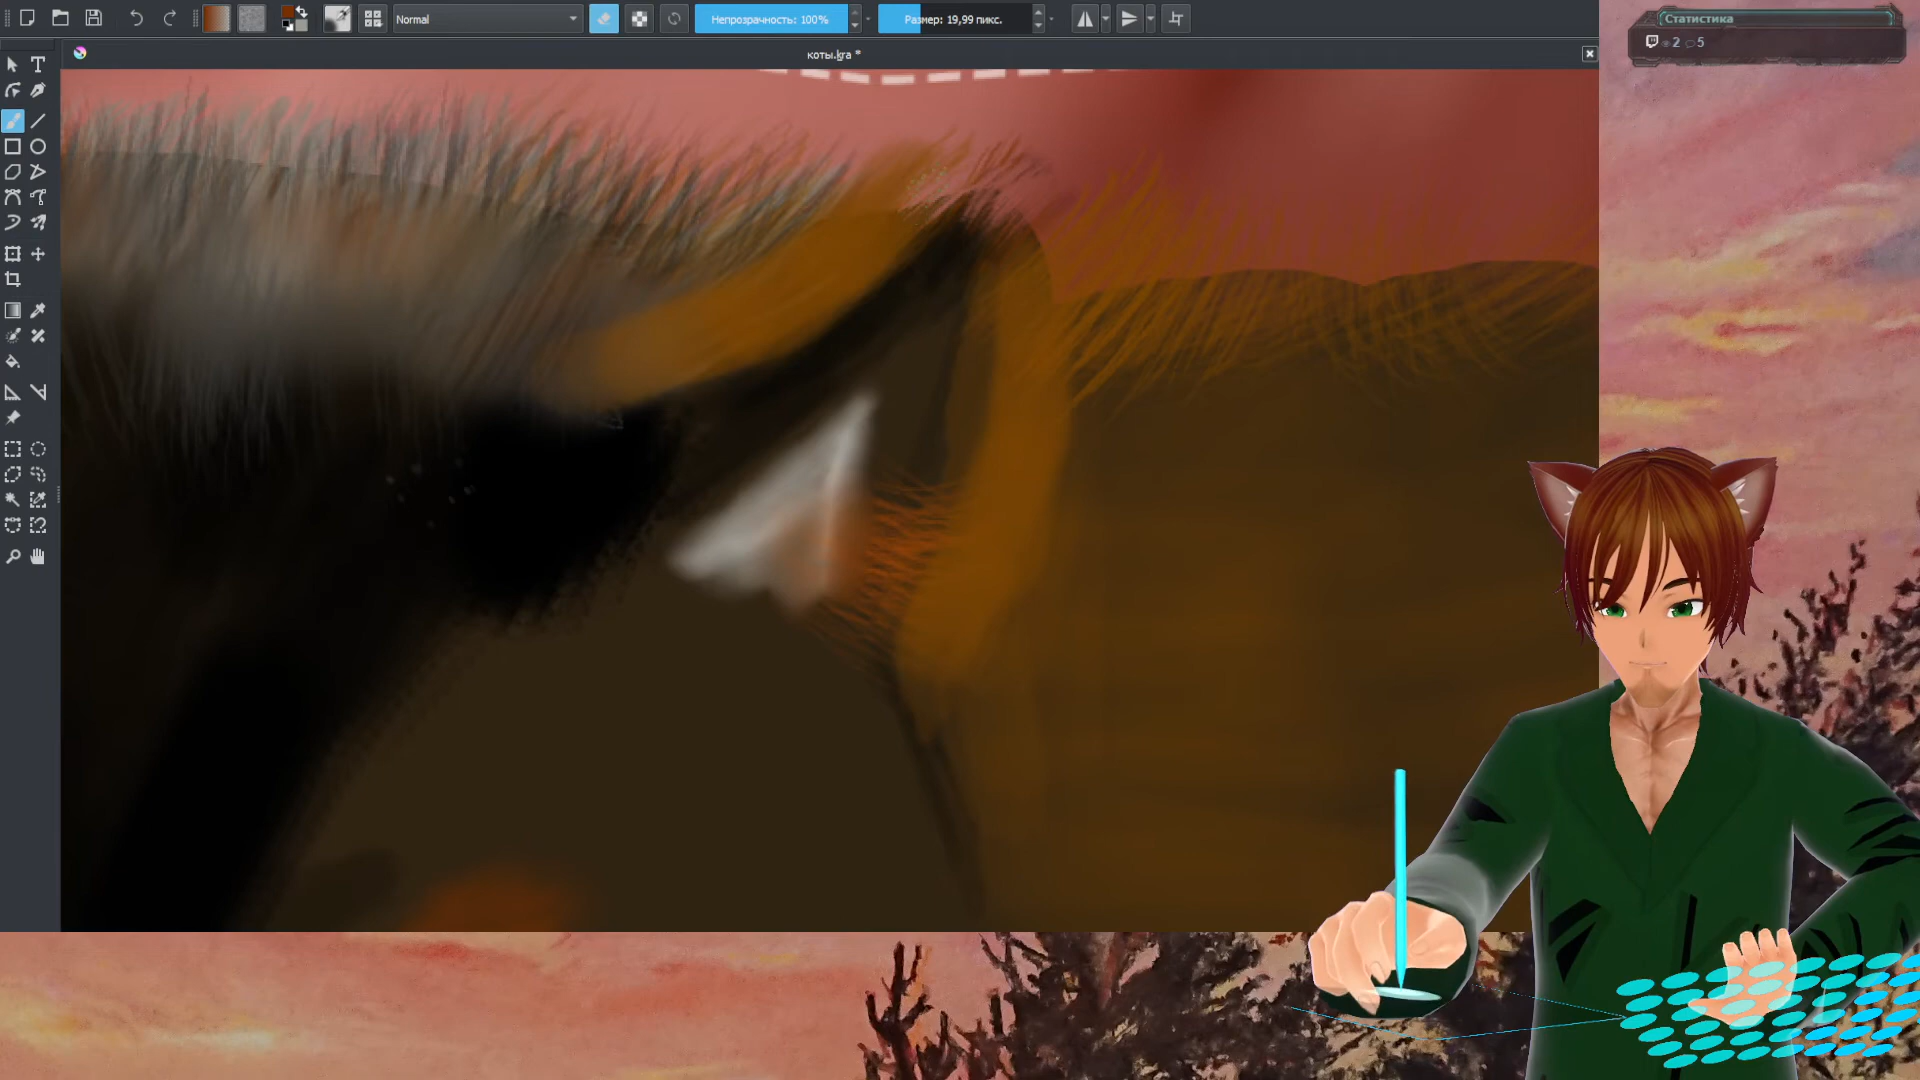 Normal
Непрозрачность: 100%
Размер: 19,99 пикс.
Статистика
2 5
коты.kra *